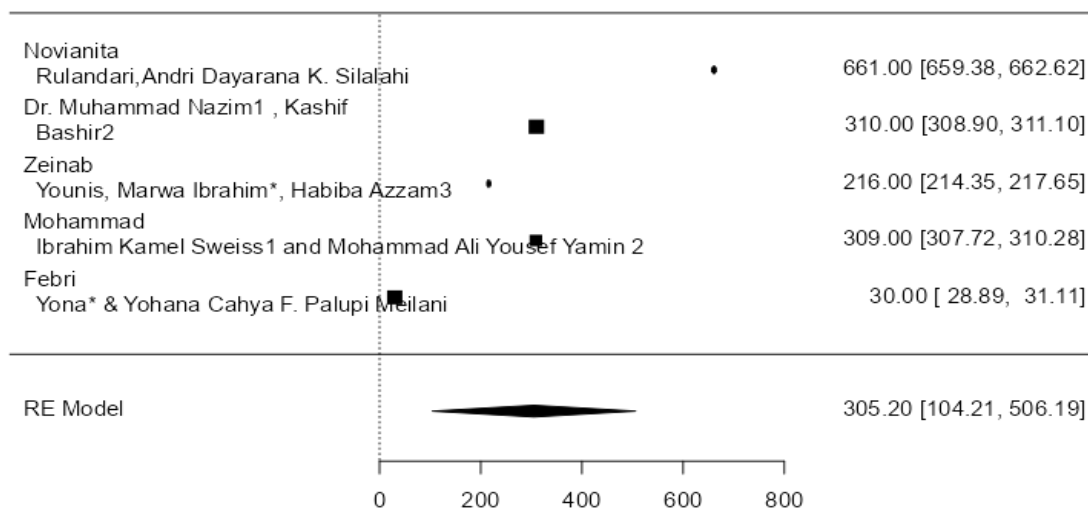 Novianita
Rulandari,Andri Dayarana K. Silalahi
661.00 [659.38, 662.62]
Dr. Muhammad Nazim1 , Kashif
Bashir2
310.00 [308.90, 311.10]
Zeinab
Younis, Marwa Ibrahim*, Habiba Azzam3
216.00 [214.35, 217.65]
Mohammad
Ibrahim Kamel Sweiss1 and Mohammad Ali Yousef Yamin 2
309.00 [307.72, 310.28]
Febri
Yona* & Yohana Cahya F. Palupi Meilani
30.00 [ 28.89,  31.11]
RE Model
305.20 [104.21, 506.19]
0 200 400 600 800